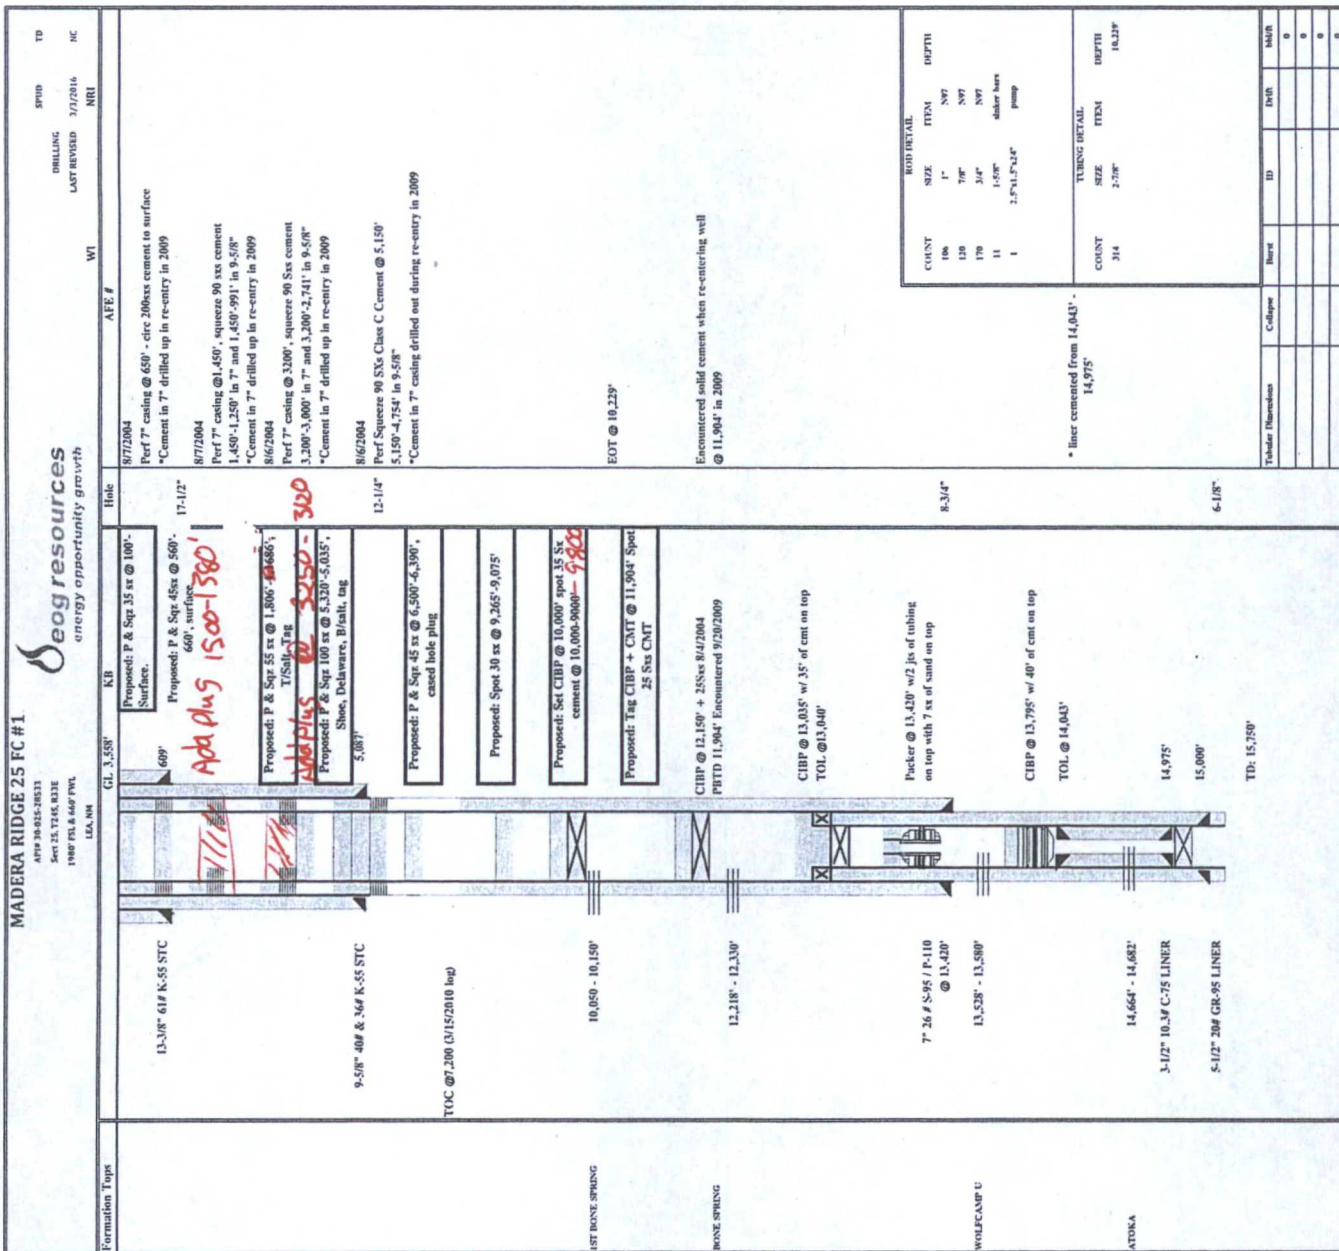 MADERA RIDGE 25 FC #1
API# 30-025-28533
Sect 25, T24S, R33E
1980' FSL & 660' FWL
LEA, NM
eog resources
energy opportunity growth
SPUD
TD
DRILLING
LAST REVISED 3/3/2016
NC
WI
NRI
Formation Tops
GL 3,558'
KB
Hole
AFE #
Proposed: P & Sqz 35 sx @ 100'-
Surface.
Proposed: P & Sqz 45sx @ 560'-
660', surface
609'
17-1/2"
Add plug 1500-1380'
Proposed: P & Sqz 55 sx @ 1,806'-
T/Salt, Tag
Add plug @ 3250 - 3120
Proposed: P & Sqz 100 sx @ 5,320'-5,035',
Shoe, Delaware, B/salt, tag
5,087'
12-1/4"
Proposed: P & Sqz 45 sx @ 6,500'-6,390',
cased hole plug
Proposed: Spot 30 sx @ 9,265'-9,075'
Proposed: Set CIBP @ 10,000' spot 35 Sx
cement @ 10,000-9000' - 9800
Proposed: Tag CIBP + CMT @ 11,904' Spot
25 Sxs CMT
CIBP @ 12,150' + 25Sxs 8/4/2004
PBTD 11,904' Encountered 9/20/2009
CIBP @ 13,035' w/ 35' of cmt on top
TOL @13,040'
Packer @ 13,420' w/2 jts of tubing
on top with 7 sx of sand on top
8-3/4"
CIBP @ 13,795' w/ 40' of cmt on top
TOL @ 14,043'
14,975'
15,000'
6-1/8"
TD: 15,750'
13-3/8" 61# K-55 STC
9-5/8" 40# & 36# K-55 STC
TOC @7,200 (3/15/2010 log)
10,050 - 10,150'
12,218' - 12,330'
7" 26 # S-95 / P-110
@ 13,420'
13,528' - 13,580'
14,664' - 14,682'
3-1/2" 10.3# C-75 LINER
5-1/2" 20# GR-95 LINER
1ST BONE SPRING
BONE SPRING
WOLFCAMP U
ATOKA
8/7/2004
Perf 7" casing @ 650' - circ 200sxs cement to surface
*Cement in 7" drilled up in re-entry in 2009
8/7/2004
Perf 7" casing @1,450', squeeze 90 sxs cement
1,450'-1,250' in 7" and 1,450'-991' in 9-5/8"
*Cement in 7" drilled up in re-entry in 2009
8/6/2004
Perf 7" casing @ 3200', squeeze 90 Sxs cement
3,200'-3,000' in 7" and 3,200'-2,741' in 9-5/8"
*Cement in 7" drilled up in re-entry in 2009
8/6/2004
Perf Squeeze 90 SXs Class C Cement @ 5,150'
5,150'-4,754' in 9-5/8"
*Cement in 7" casing drilled out during re-entry in 2009
EOT @ 10,229'
Encountered solid cement when re-entering well
@ 11,904' in 2009
* liner cemented from 14,043' -
14,975'
ROD DETAIL
COUNT SIZE ITEM DEPTH
106 1" N97
120 7/8" N97
170 3/4" N97
11 1-5/8" sinker bars
1 2.5"x1.5"x24" pump
TUBING DETAIL
COUNT SIZE ITEM DEPTH
314 2-7/8" 10,229'
Tubular Dimensions Collapse Burst ID Drift bbl/ft
0
0
0
0